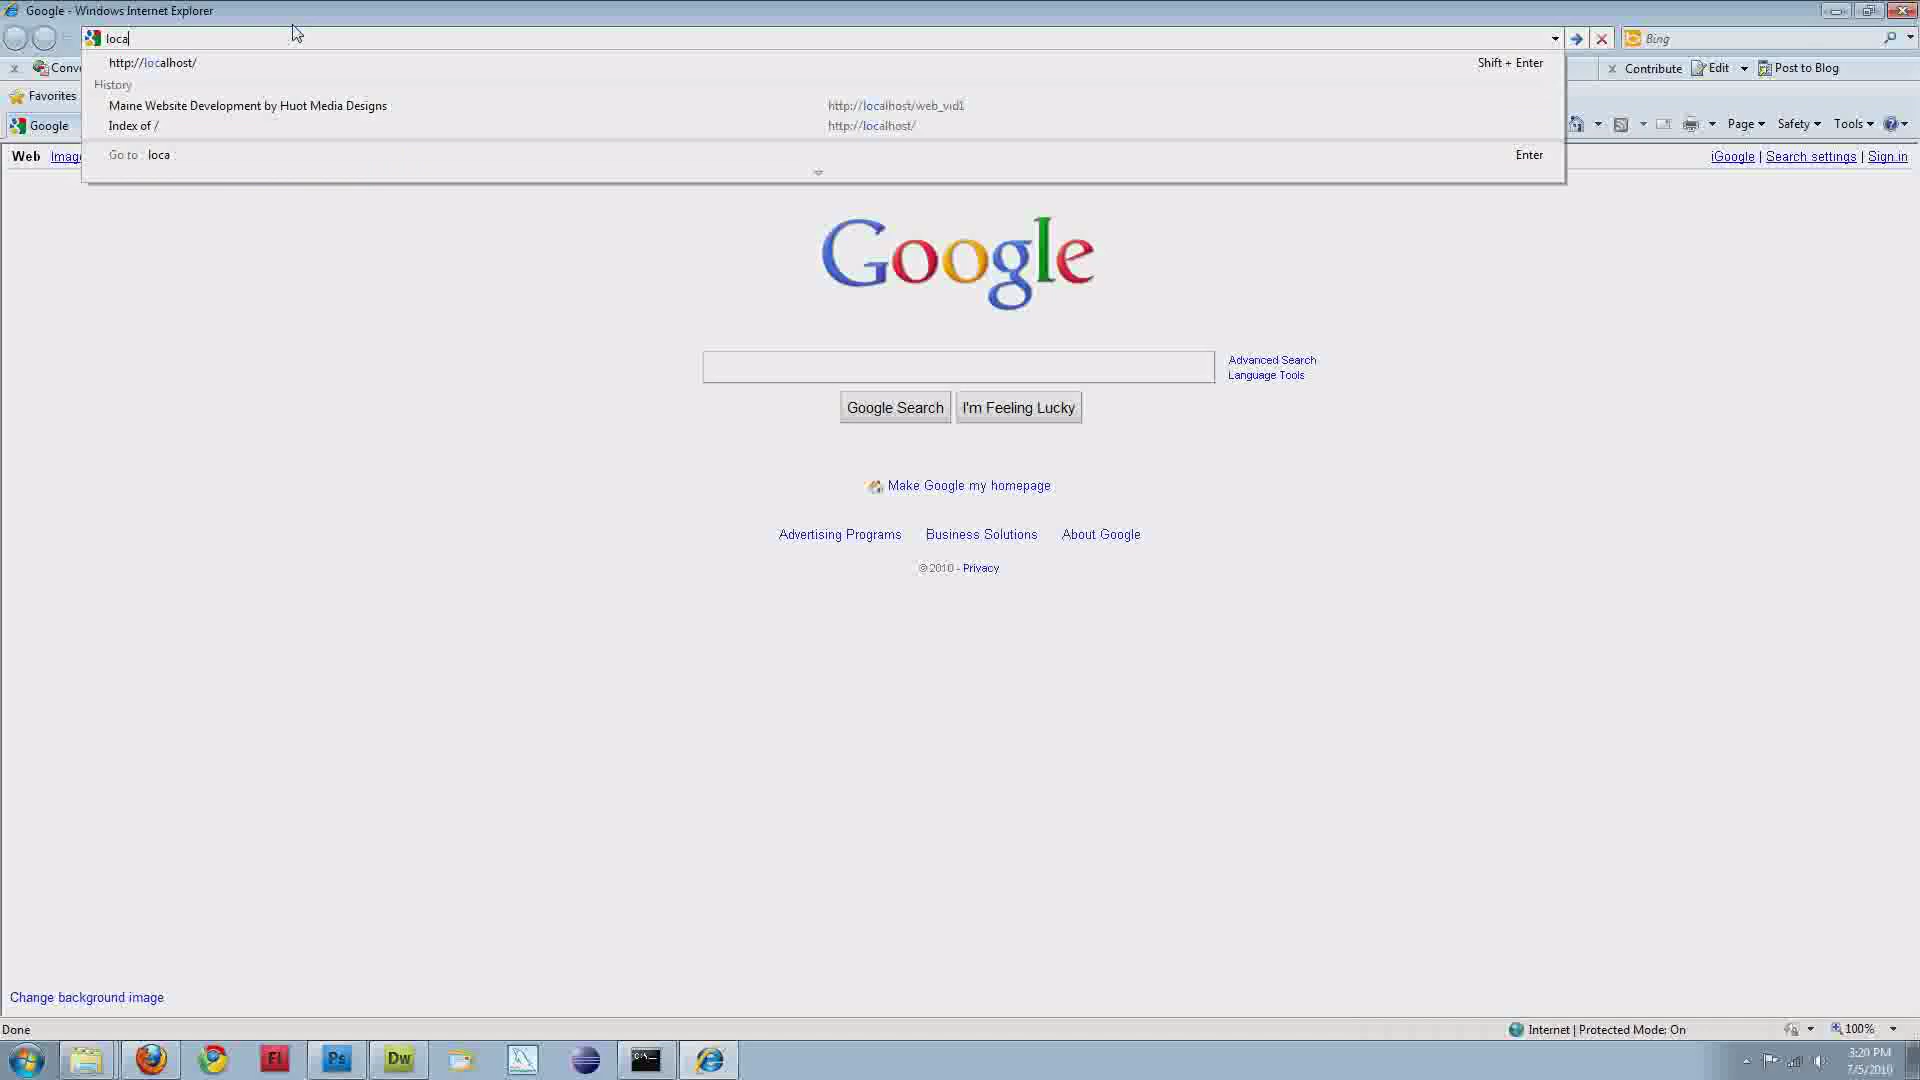 Google - Windows Internet Explorer
loca
Bing
http://localhost/ Shift + Enter
Conv
Contribute Edit Post to Blog
History
Favorites
Maine Website Development by Huot Media Designs http://localhost/web_vid1
Google
Index of / http://localhost/
Page Safety Tools
Go to loca Enter
Web Imag
iGoogle | Search settings | Sign in
Google
Advanced Search
Language Tools
Google Search I'm Feeling Lucky
Make Google my homepage
Advertising Programs Business Solutions About Google
© 2010 - Privacy
Change background image
Done
Internet | Protected Mode: On
100%
Fl Ps Dw
C:\
3:20 PM
7/5/2010